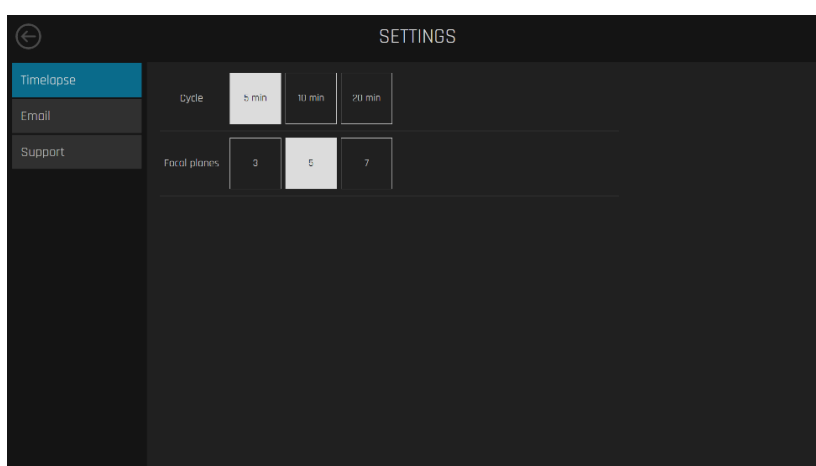 SETTINGS
Timelapse
Email
Support
Cycle 5 min 10 min 20 min
Focal planes 3 5 7